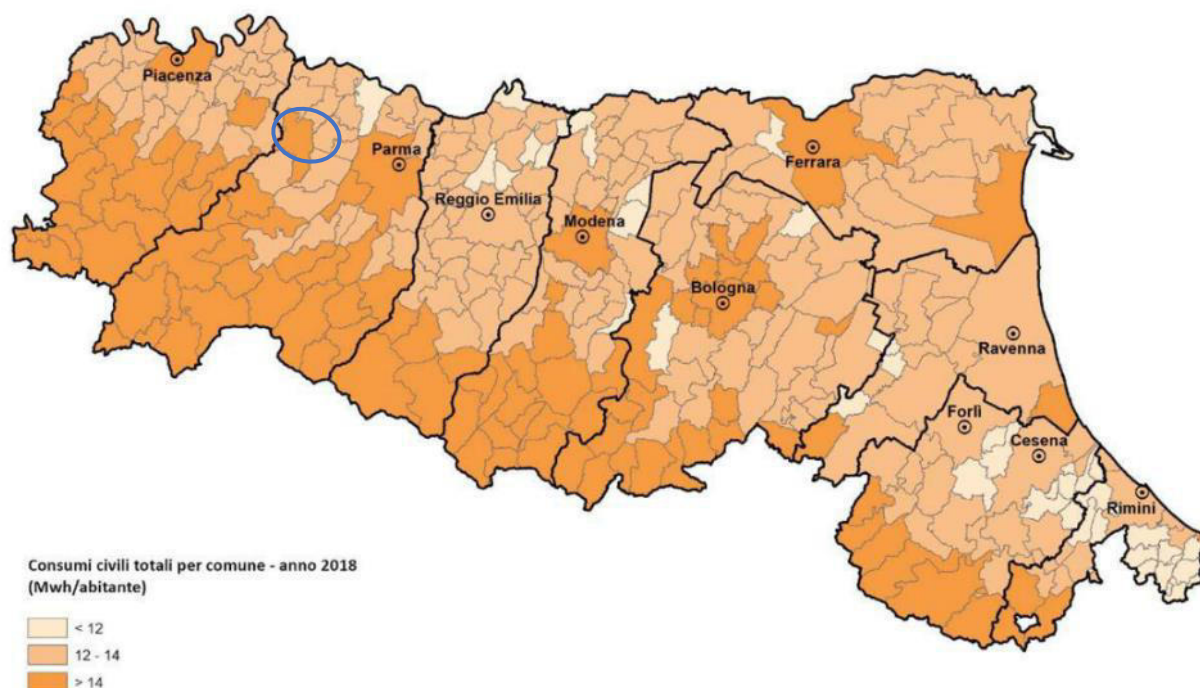 Piacenza
Parma
Reggio Emilia
Modena
Bologna
Ferrara
Ravenna
Forlì
Cesena
Rimini
Consumi civili totali per comune - anno 2018
(Mwh/abitante)
< 12
12 - 14
> 14